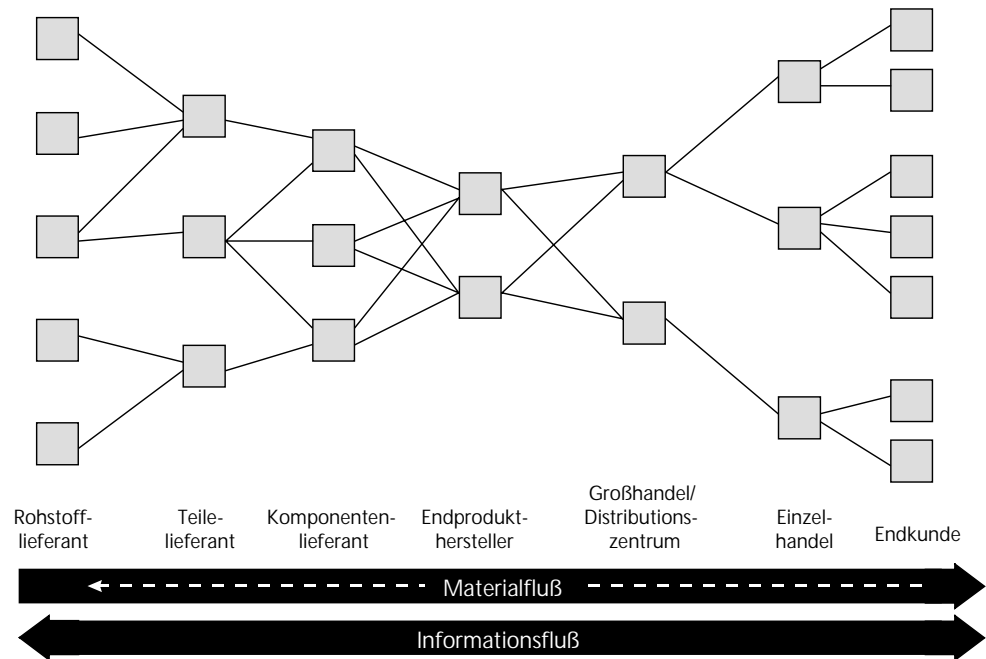 Rohstoff-
lieferant
Teile-
lieferant
Komponenten-
lieferant
Endprodukt-
hersteller
Großhandel/
Distributions-
zentrum
Einzel-
handel
Endkunde
Materialfluß
Informationsfluß